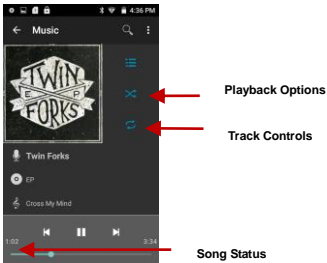 4:36 PM
Music
TWIN
EP
FORKS
Playback Options
Track Controls
Twin Forks
EP
Cross My Mind
1:02
3:34
Song Status